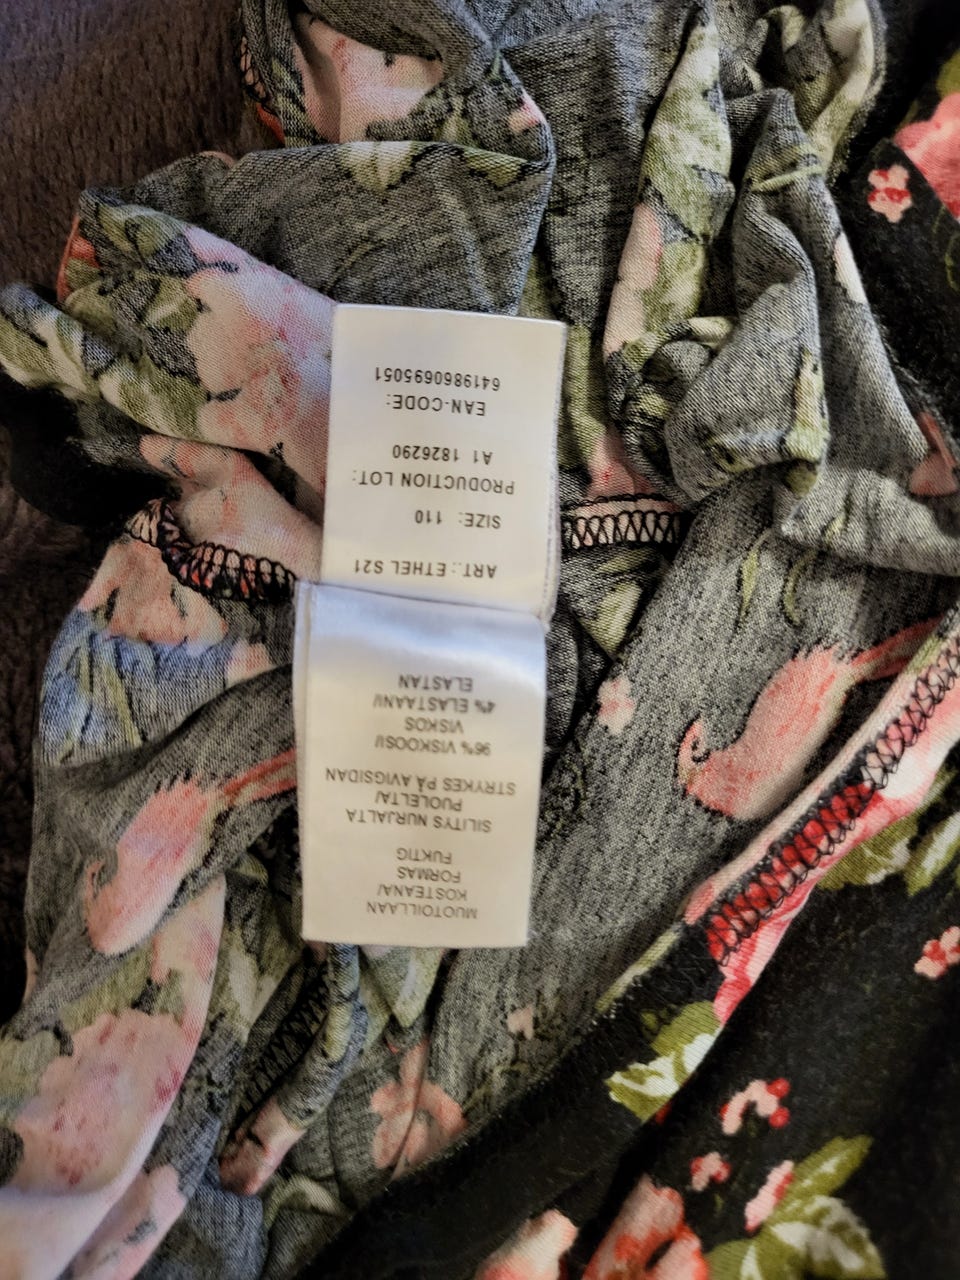 MUOTOILLAAN
KOSTEANA/
FORMAS
FUKTIG
SILITYS NURJALTA
PUOLELTA/
STRYKES PÅ AVIGSIDAN
96% VISKOOSI/
VISKOS
4% ELASTAANI/
ELASTAN
ART.: ETHEL S21
SIZE: 110
PRODUCTION LOT:
A1 1826290
EAN-CODE:
6419860695051